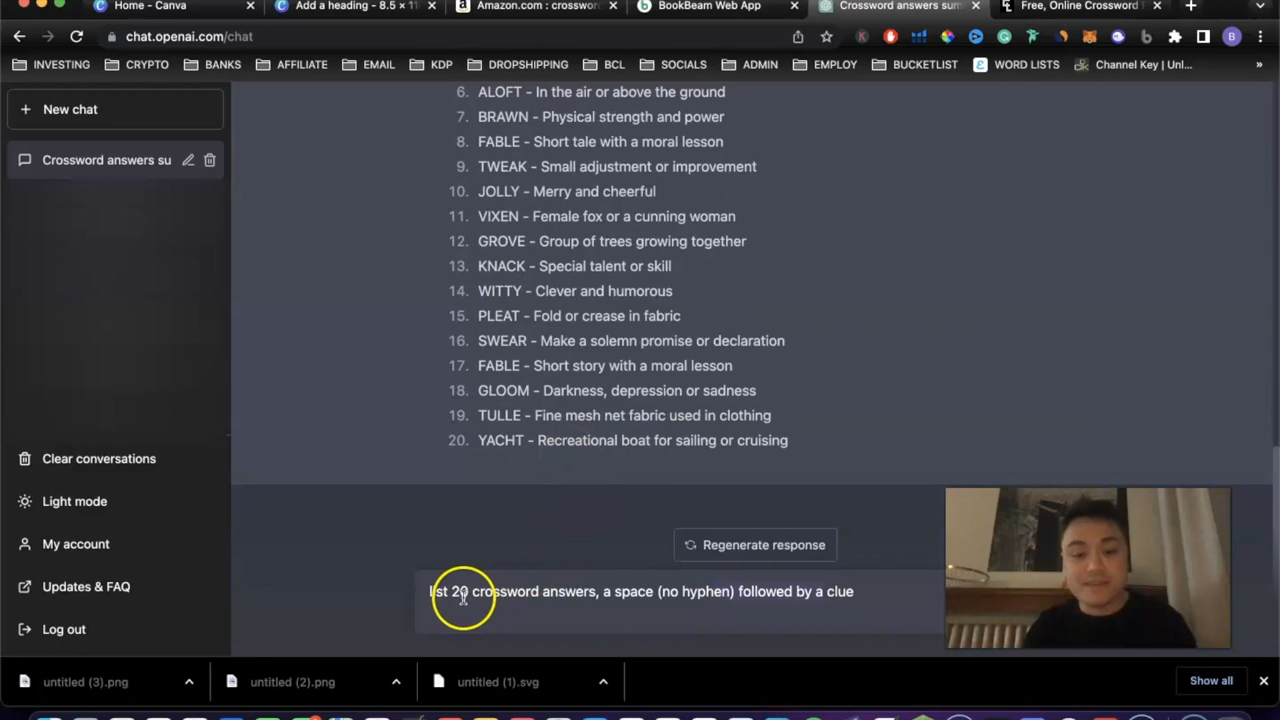 Home - Canva
Add a heading - 8.5 × 11
Amazon.com : crosswo
BookBeam Web App
Crossword answers sum
Free, Online Crossword T
chat.openai.com/chat
B
INVESTING
CRYPTO
BANKS
AFFILIATE
EMAIL
KDP
DROPSHIPPING
BCL
SOCIALS
ADMIN
EMPLOY
BUCKETLIST
WORD LISTS
Channel Key | Unl...
»
New chat
Crossword answers su
6. ALOFT - In the air or above the ground
7. BRAWN - Physical strength and power
8. FABLE - Short tale with a moral lesson
9. TWEAK - Small adjustment or improvement
10. JOLLY - Merry and cheerful
11. VIXEN - Female fox or a cunning woman
12. GROVE - Group of trees growing together
13. KNACK - Special talent or skill
14. WITTY - Clever and humorous
15. PLEAT - Fold or crease in fabric
16. SWEAR - Make a solemn promise or declaration
17. FABLE - Short story with a moral lesson
18. GLOOM - Darkness, depression or sadness
19. TULLE - Fine mesh net fabric used in clothing
20. YACHT - Recreational boat for sailing or cruising
Clear conversations
Light mode
My account
Updates & FAQ
Log out
Regenerate response
list 20 crossword answers, a space (no hyphen) followed by a clue
untitled (3).png
untitled (2).png
untitled (1).svg
Show all